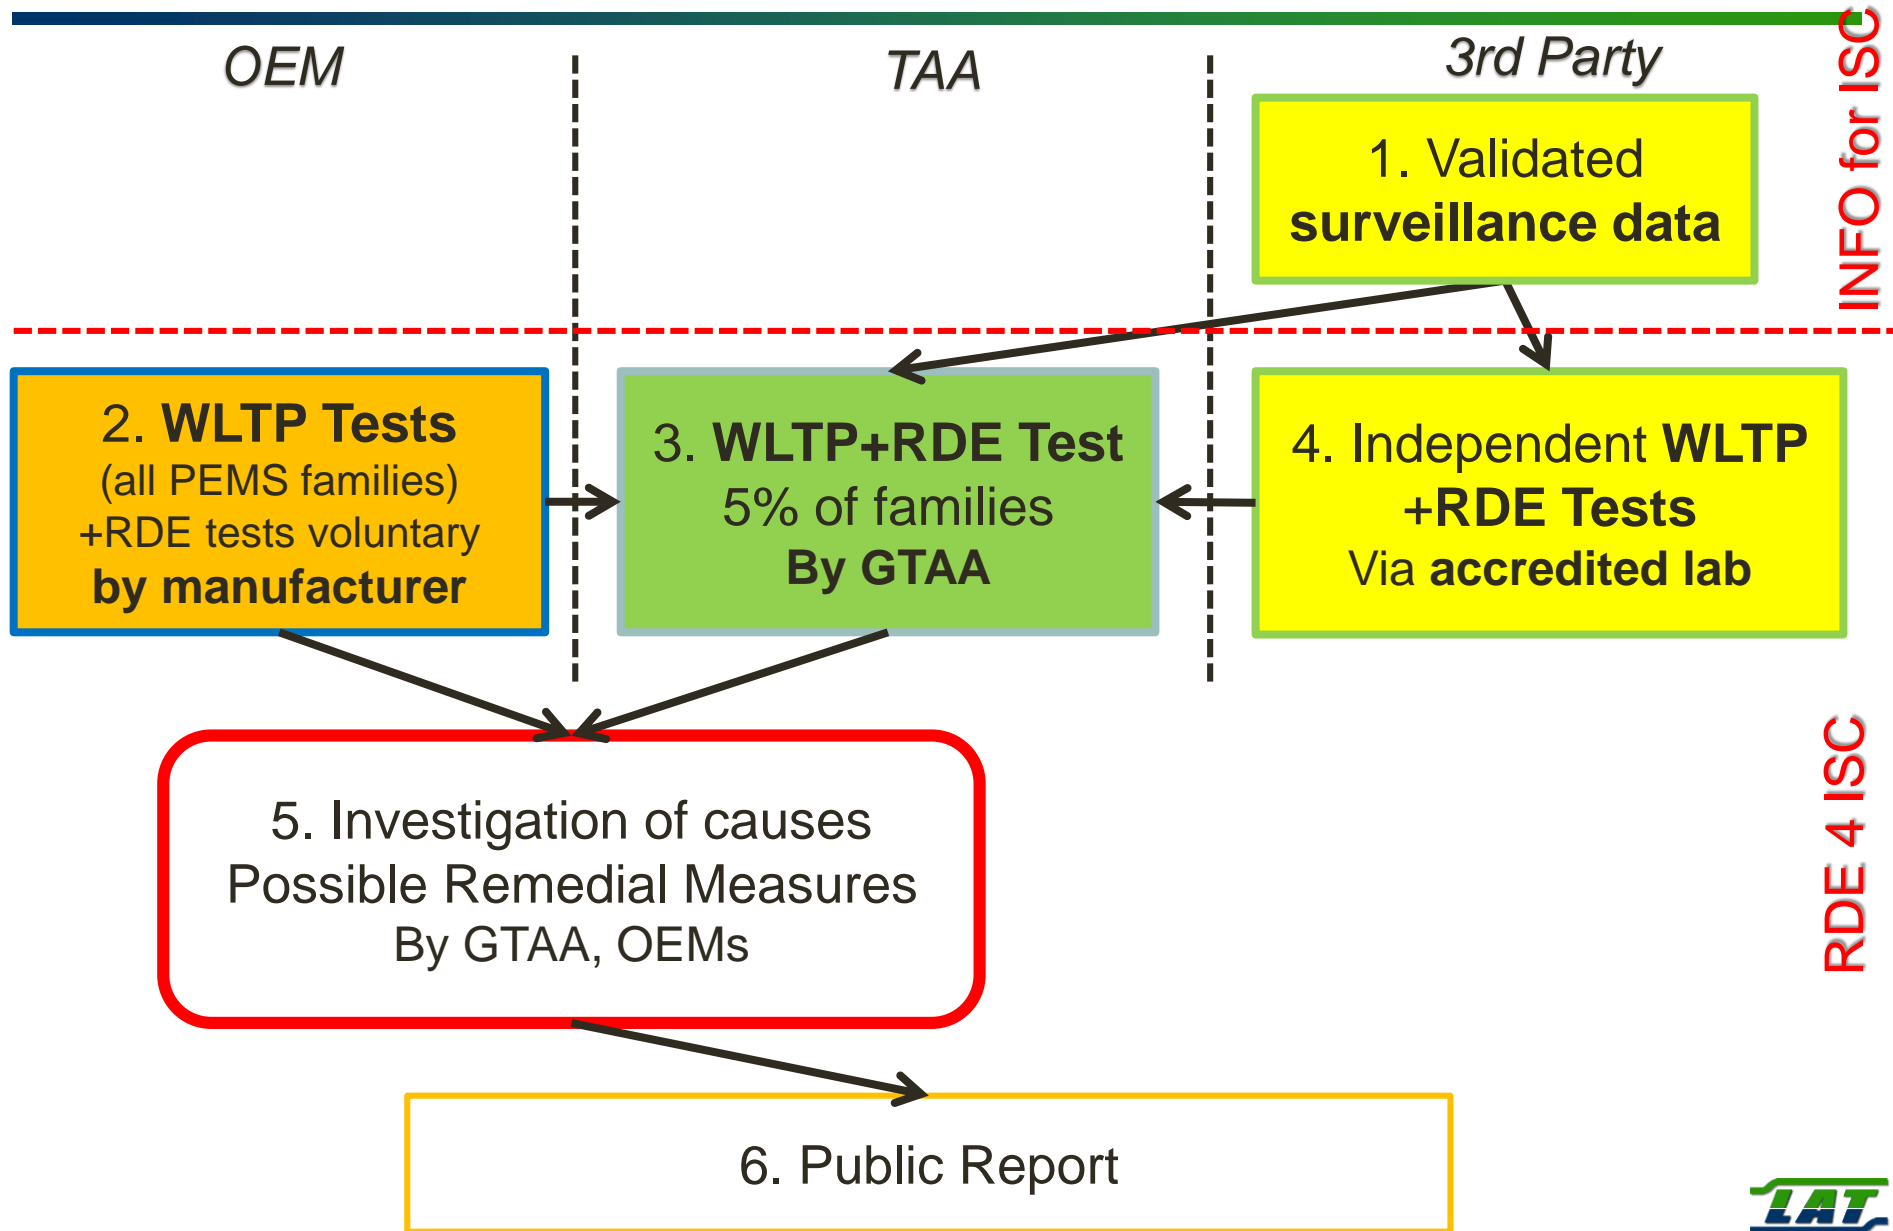 OEM
TAA
3rd Party
INFO for ISC
1. Validated
surveillance data
2. WLTP Tests
(all PEMS families)
+RDE tests voluntary
by manufacturer
3. WLTP+RDE Test
5% of families
By GTAA
4. Independent WLTP
+RDE Tests
Via accredited lab
5. Investigation of causes
Possible Remedial Measures
By GTAA, OEMs
RDE 4 ISC
6. Public Report
LAT